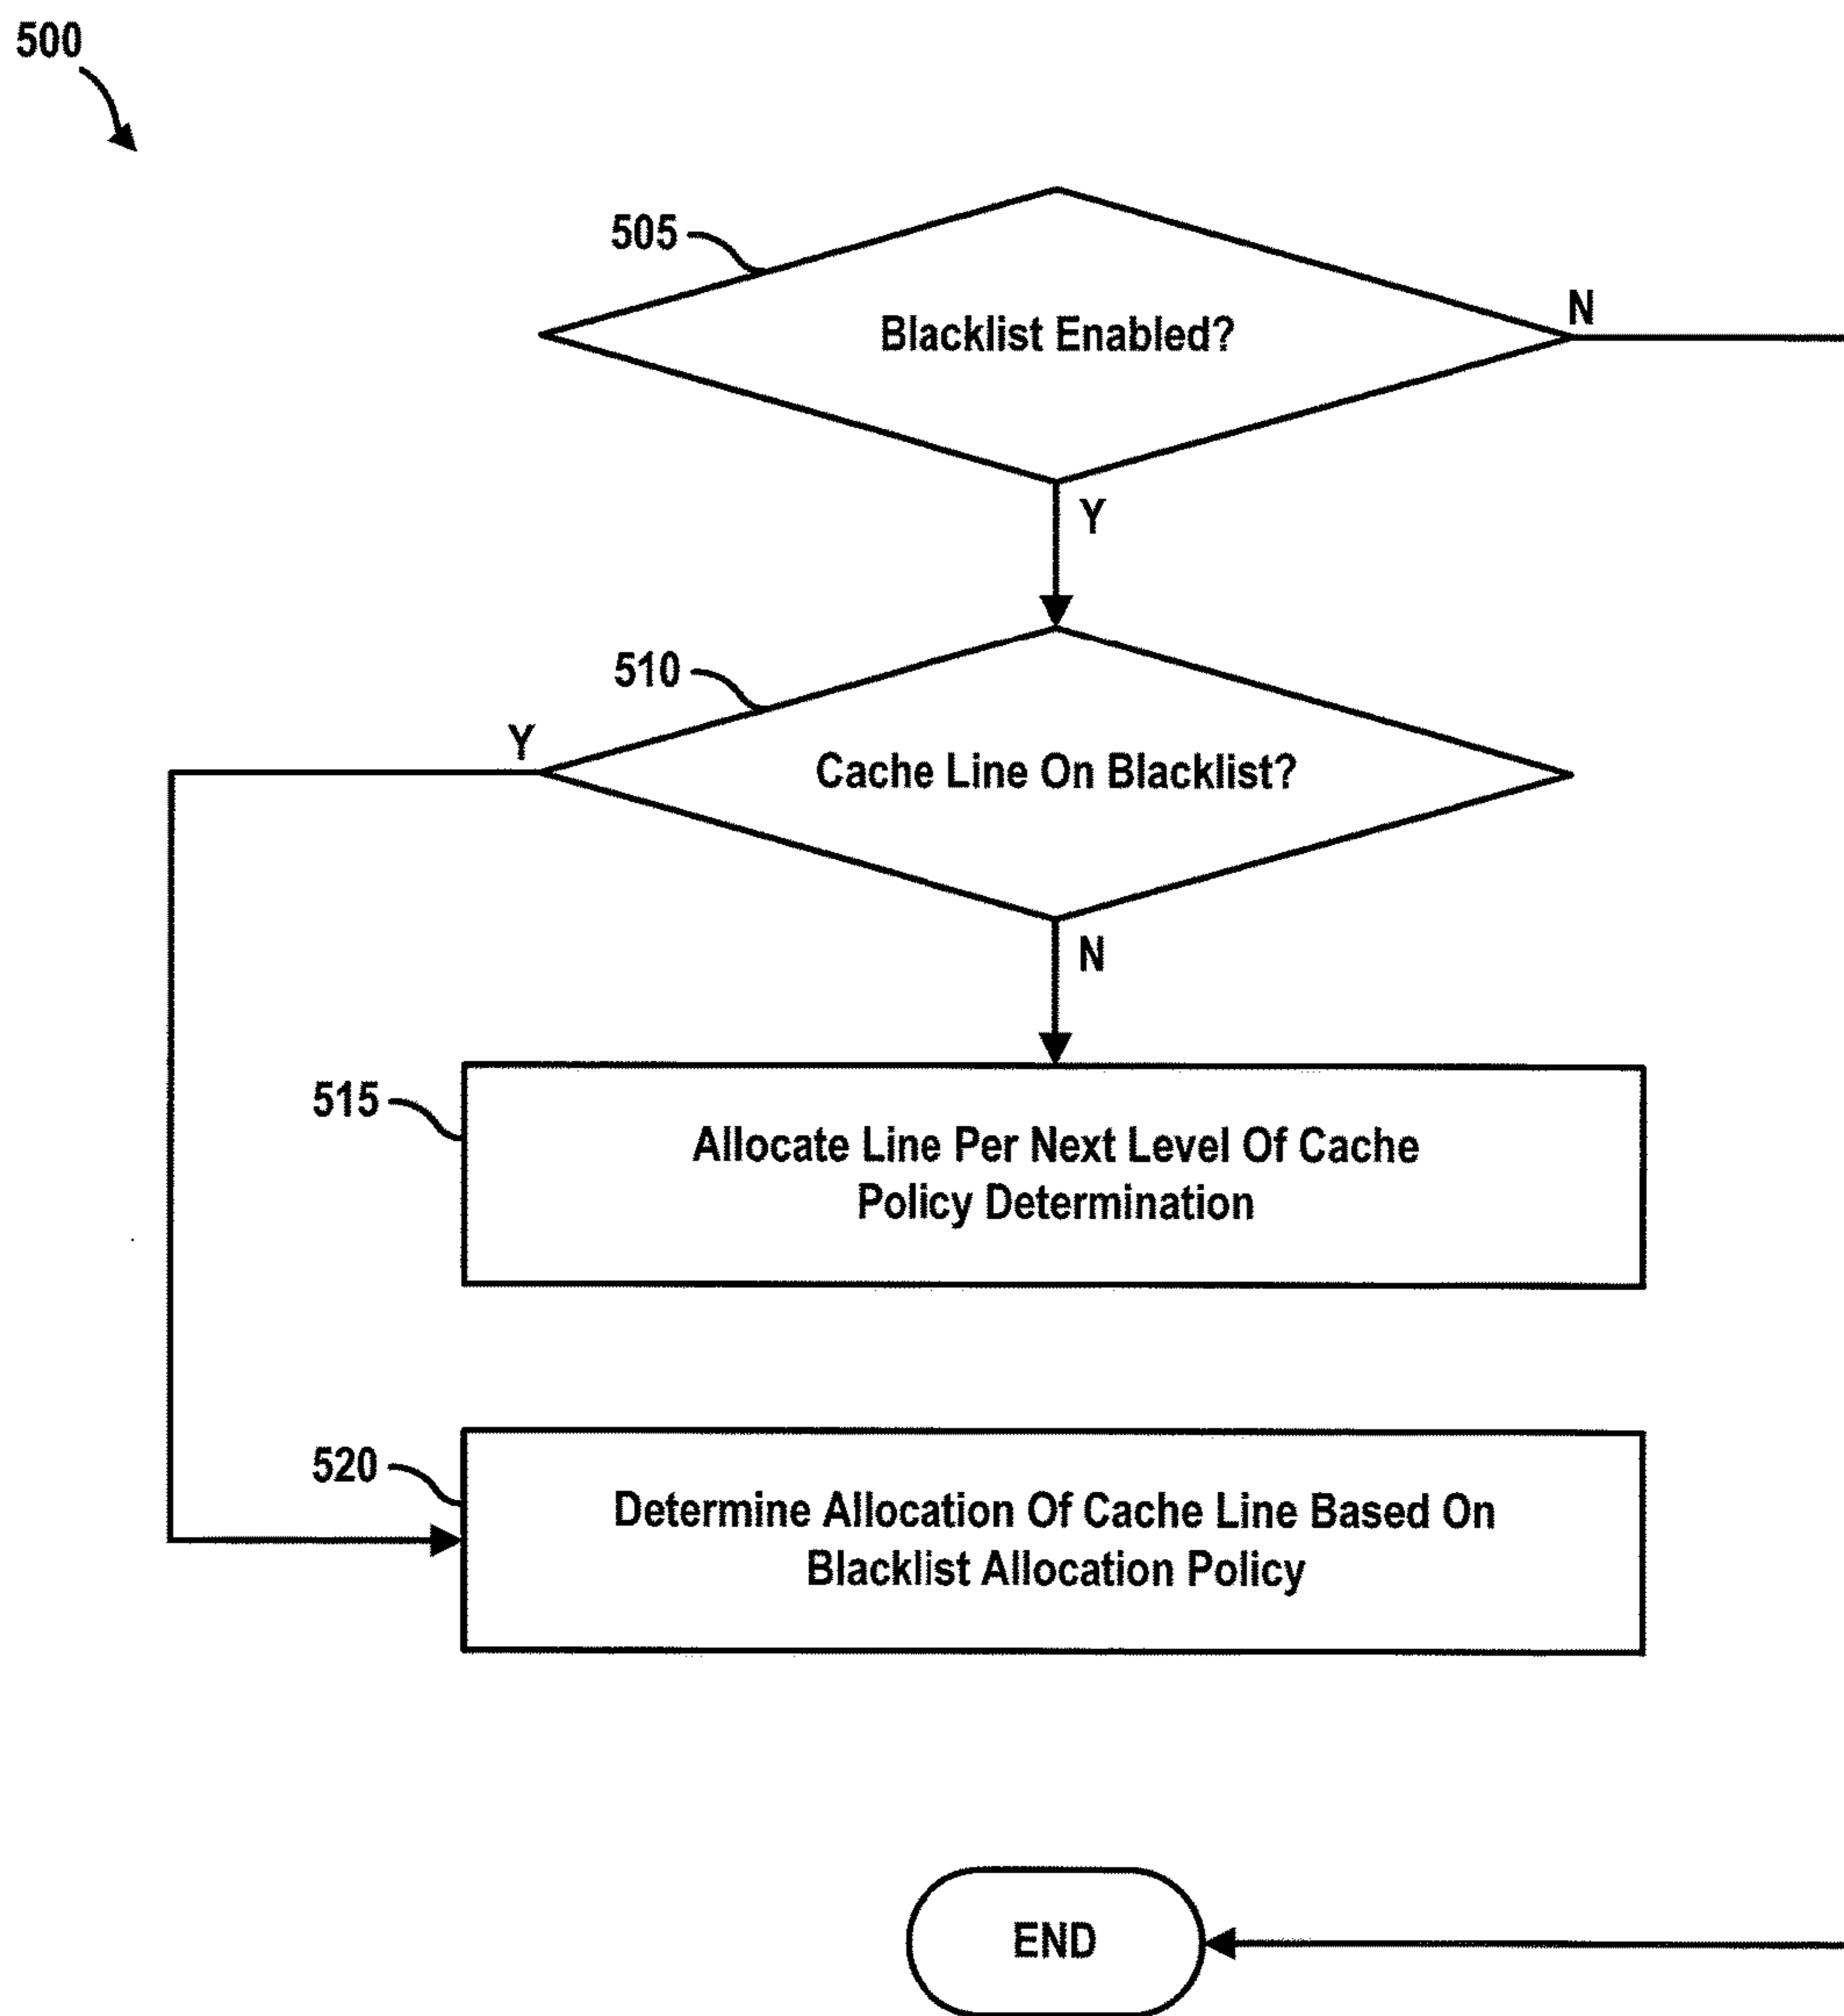 500
505
Blacklist Enabled?
N
Y
510
Y
Cache Line On Blacklist?
N
515
Allocate Line Per Next Level Of Cache
Policy Determination
520
Determine Allocation Of Cache Line Based On
Blacklist Allocation Policy
END